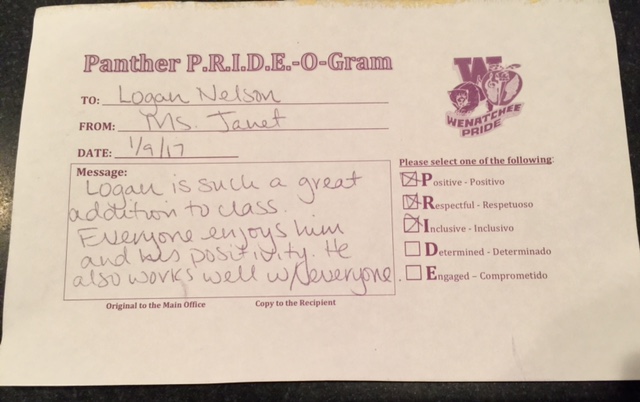 Panther P.R.I.D.E.-O-Gram
TO: Logan Nelson
FROM: Ms. Janet
DATE: 1/9/17
W
WENATCHEE
PRIDE
Message:
Logan is such a great
addition to class.
Everyone enjoys him
and his positivity. He
also works well w/ everyone.
Please select one of the following:
Positive - Positivo
Respectful - Respetuoso
Inclusive - Inclusivo
Determined - Determinado
Engaged – Comprometido
Original to the Main Office Copy to the Recipient